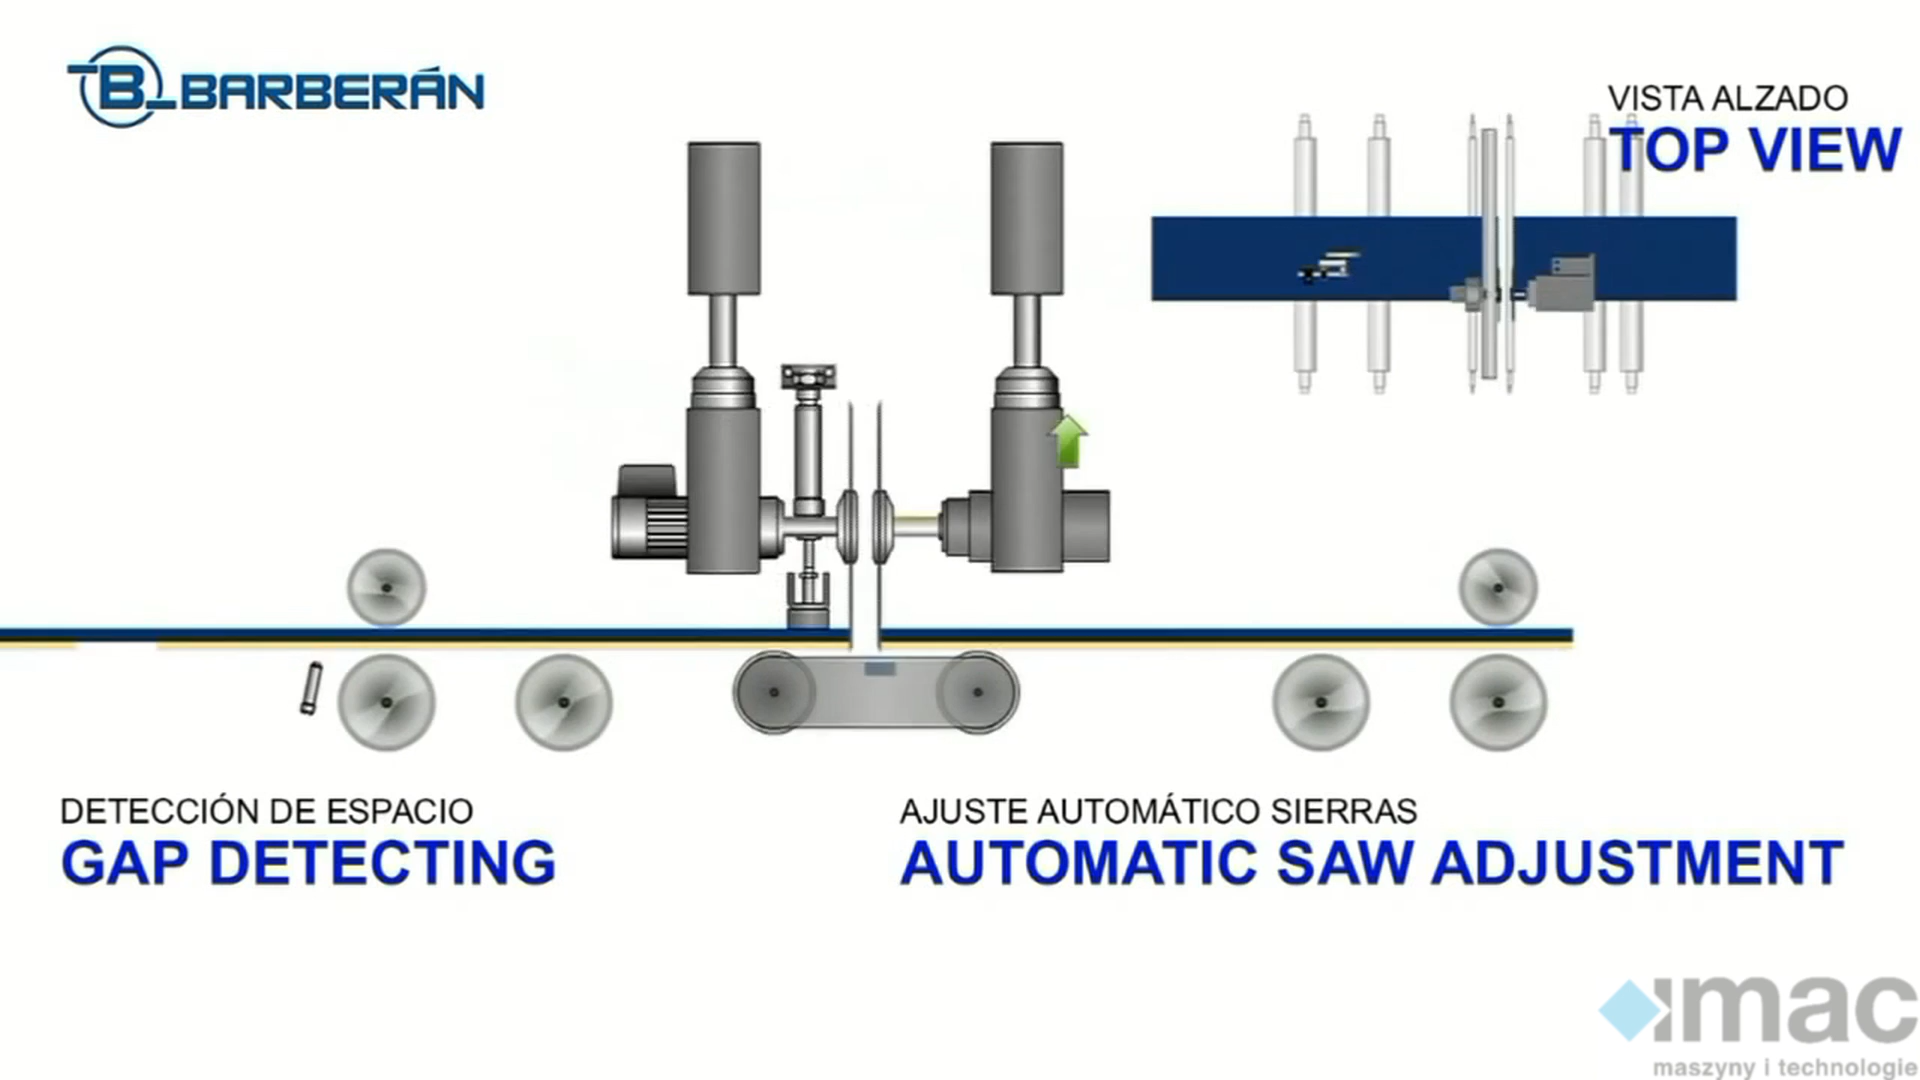 B BARBERÁN
VISTA ALZADO
TOP VIEW
DETECCIÓN DE ESPACIO
GAP DETECTING
AJUSTE AUTOMÁTICO SIERRAS
AUTOMATIC SAW ADJUSTMENT
imac
maszyny i technologie